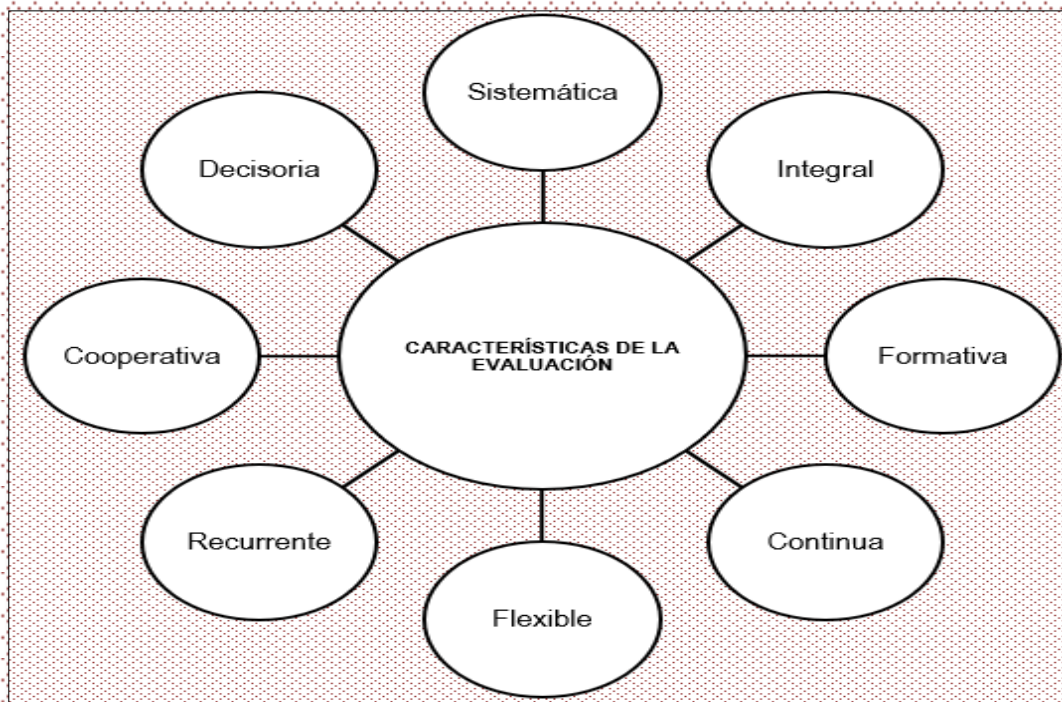 Sistemática
Decisoria
Integral
CARACTERÍSTICAS DE LA
EVALUACIÓN
Cooperativa
Formativa
Recurrente
Continua
Flexible